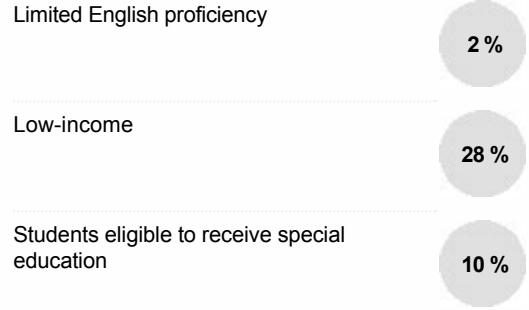 Limited English proficiency
2 %
Low-income
28 %
Students eligible to receive special
education
10 %